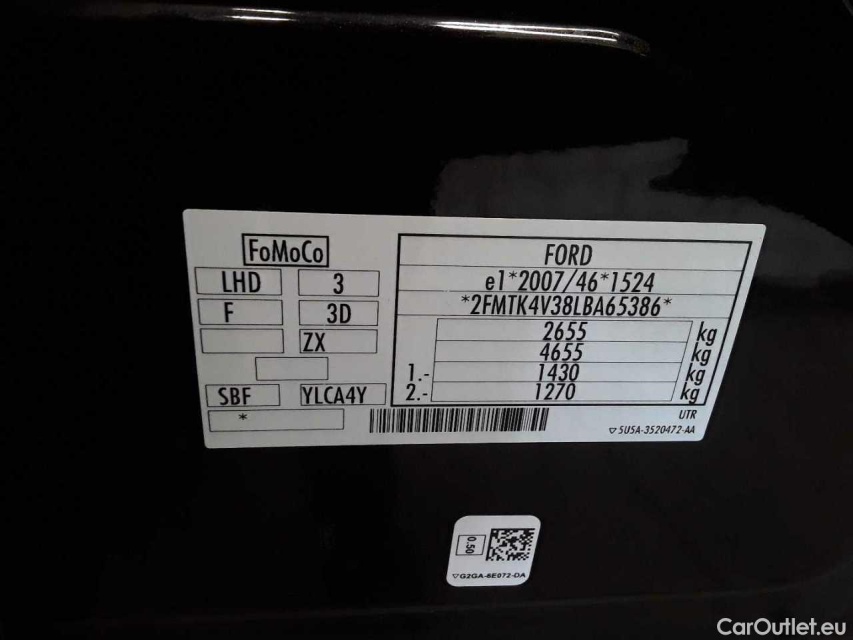 FoMoCo
LHD 3
F 3D
ZX
SBF YLCA4Y
*
FORD
e1*2007/46*1524
*2FMTK4V38LBA65386*
2655 kg
4655 kg
1.- 1430 kg
2.- 1270 kg
UTR
▽5U5A-3520472-AA
0.50
▽G2GA-6E072-DA
CarOutlet.eu